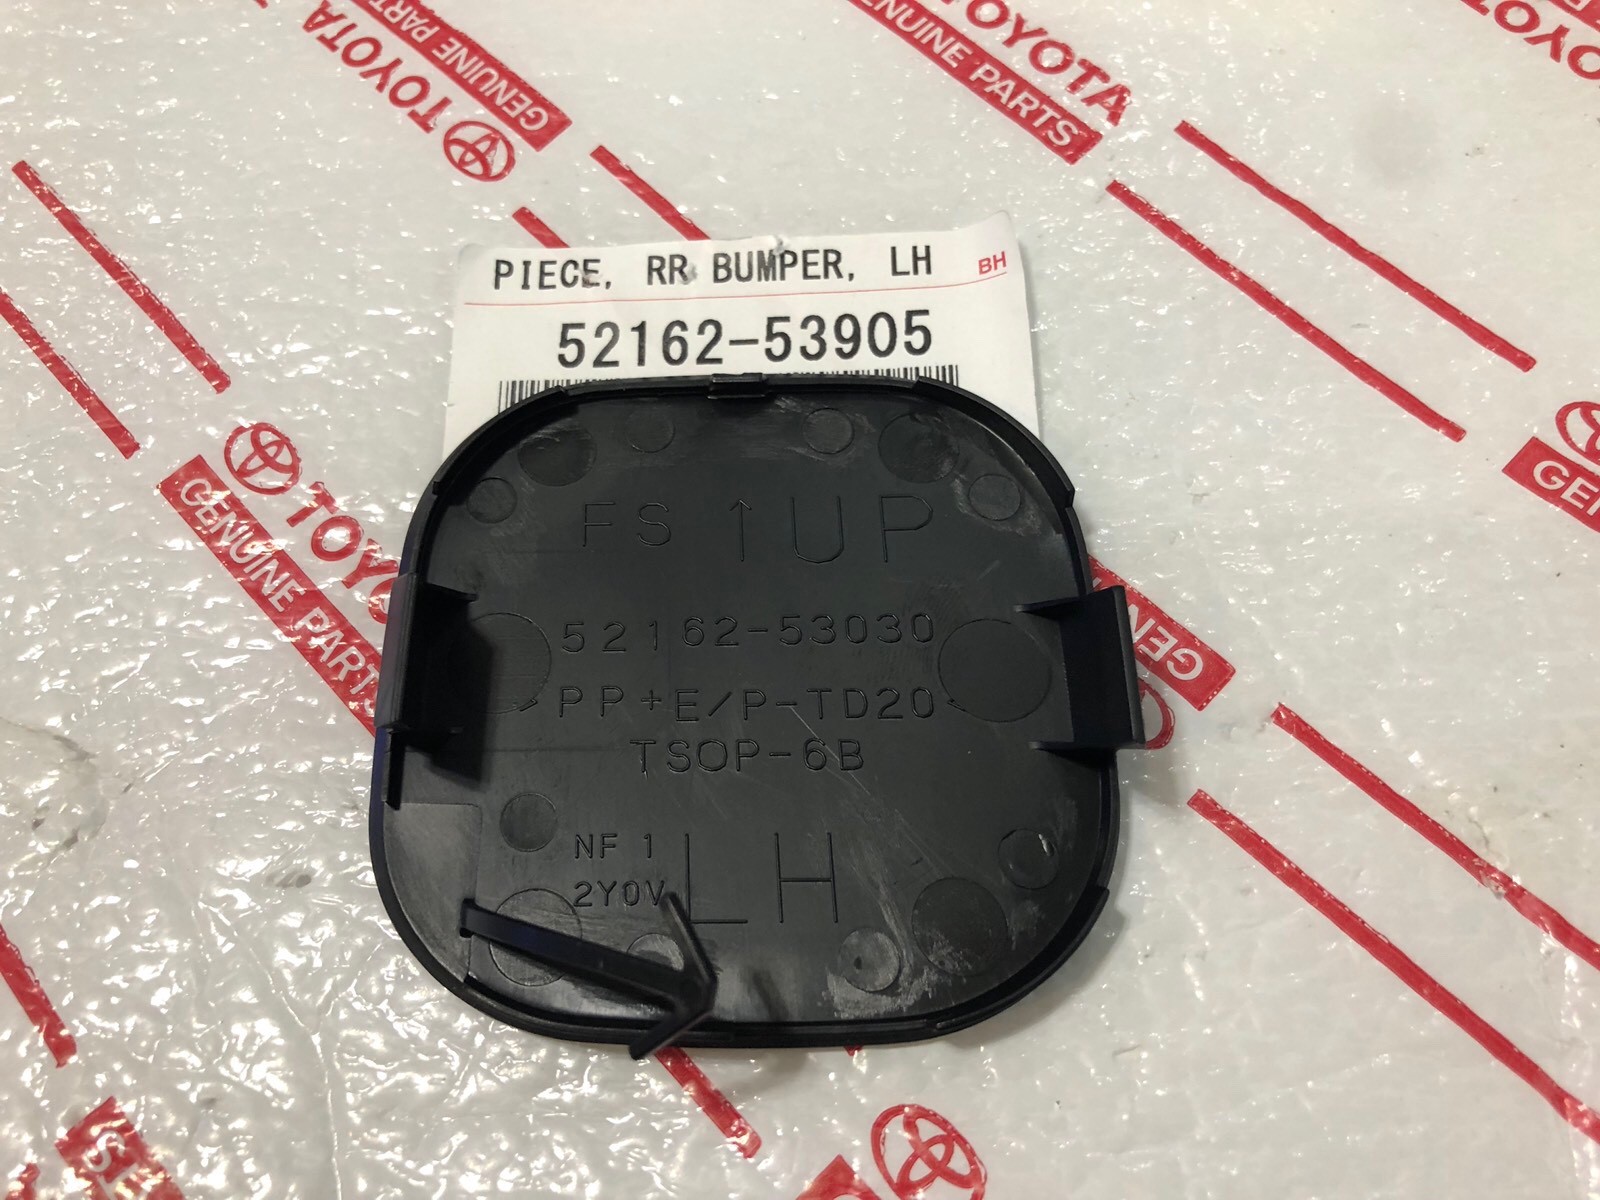 TOYOTA
GENUINE PARTS
TOYOTA
GENUINE PARTS
PIECE, RR BUMPER, LH BH
52162-53905
FS ↑ UP
52162-53030
PP+E/P-TD20
TSOP-6B
NF 1
2Y0V
LH
TOYOTA
GENUINE PARTS